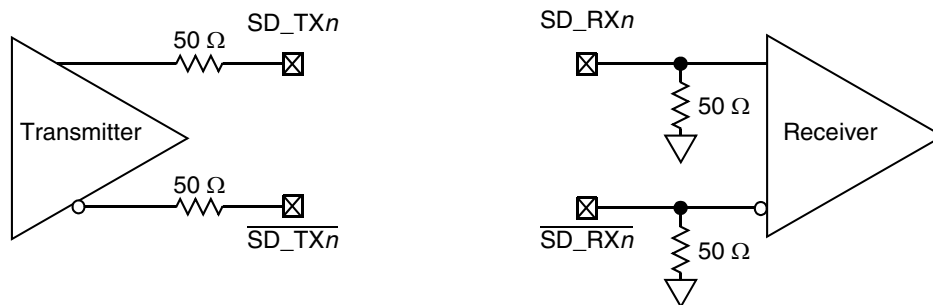 SD_TXn
SD_RXn
50 Ω
50 Ω
Transmitter
Receiver
50 Ω
SD_TXn
SD_RXn
50 Ω